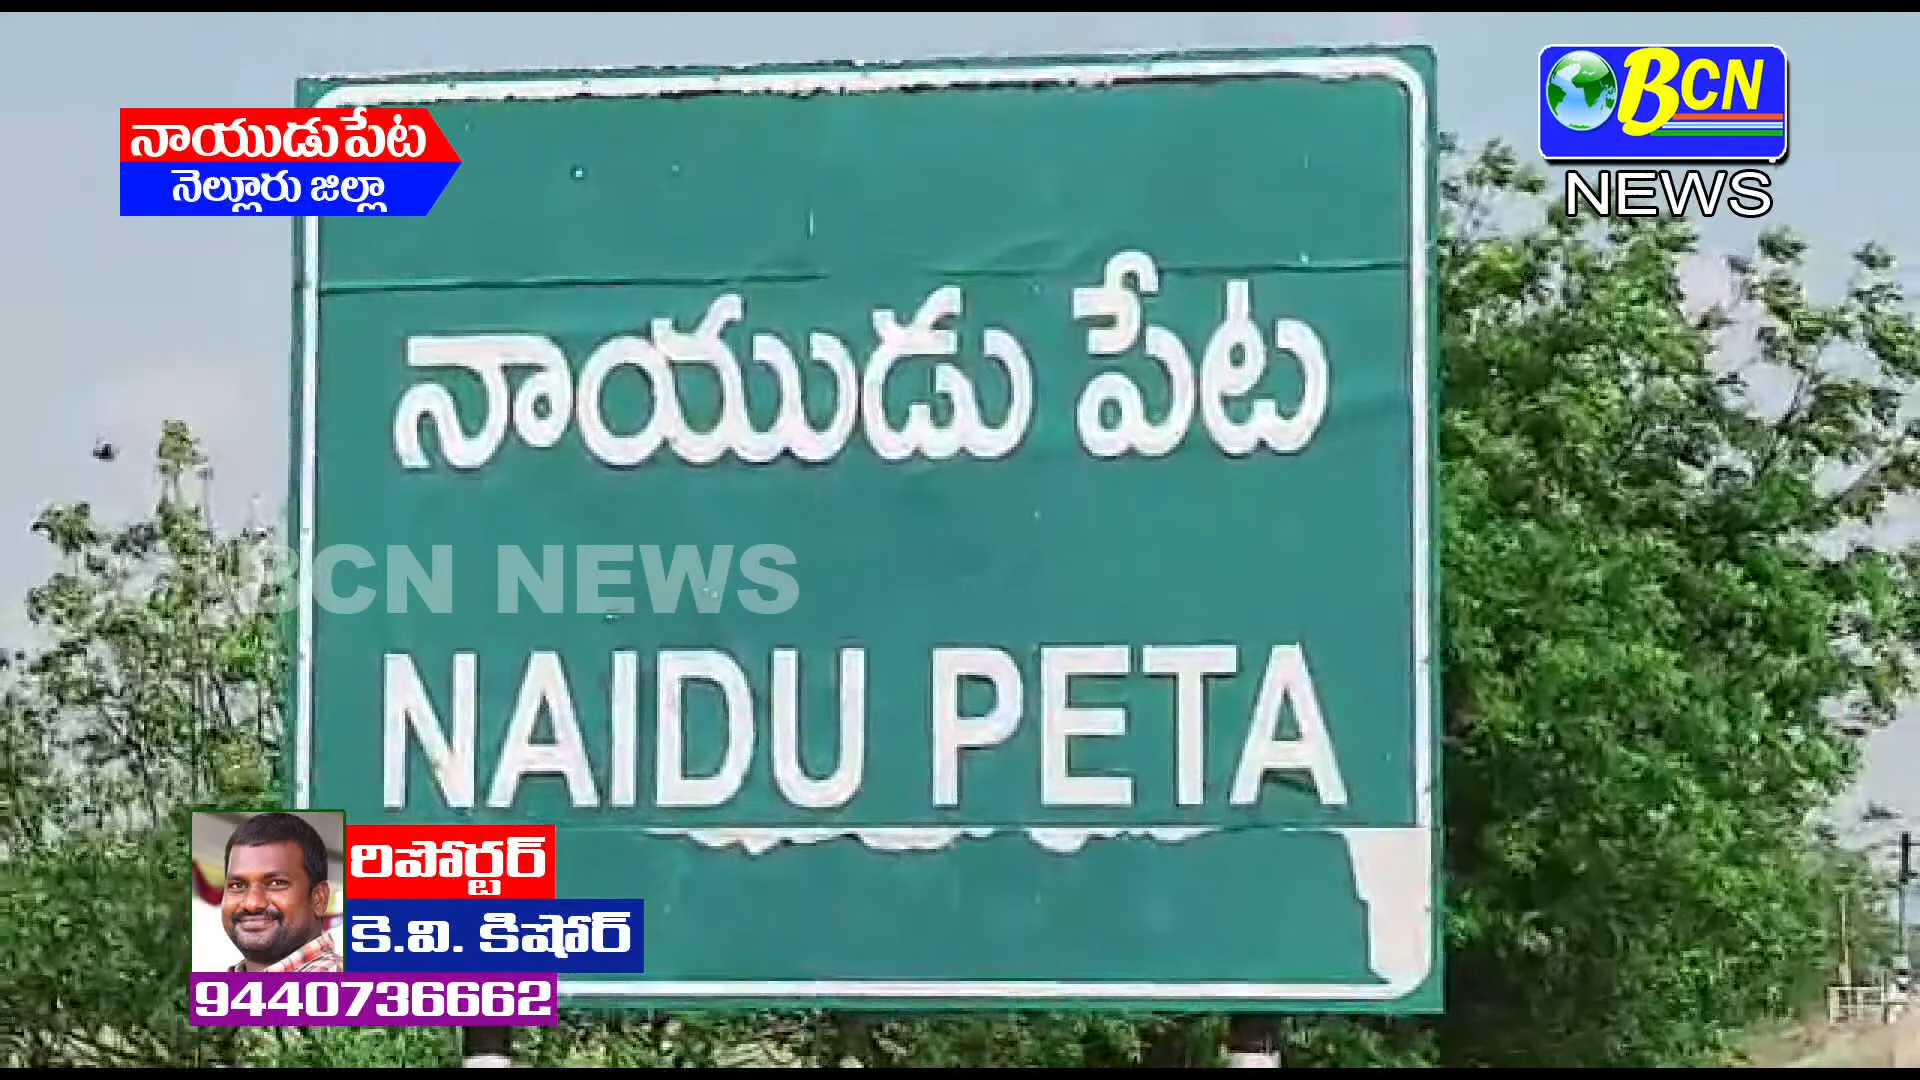 నాయుడుపేట
నెల్లూరు జిల్లా
BCN
NEWS
నాయుడు పేట
BCN NEWS
NAIDU PETA
రిపోర్టర్
కె.వి. కిషోర్
9440736662